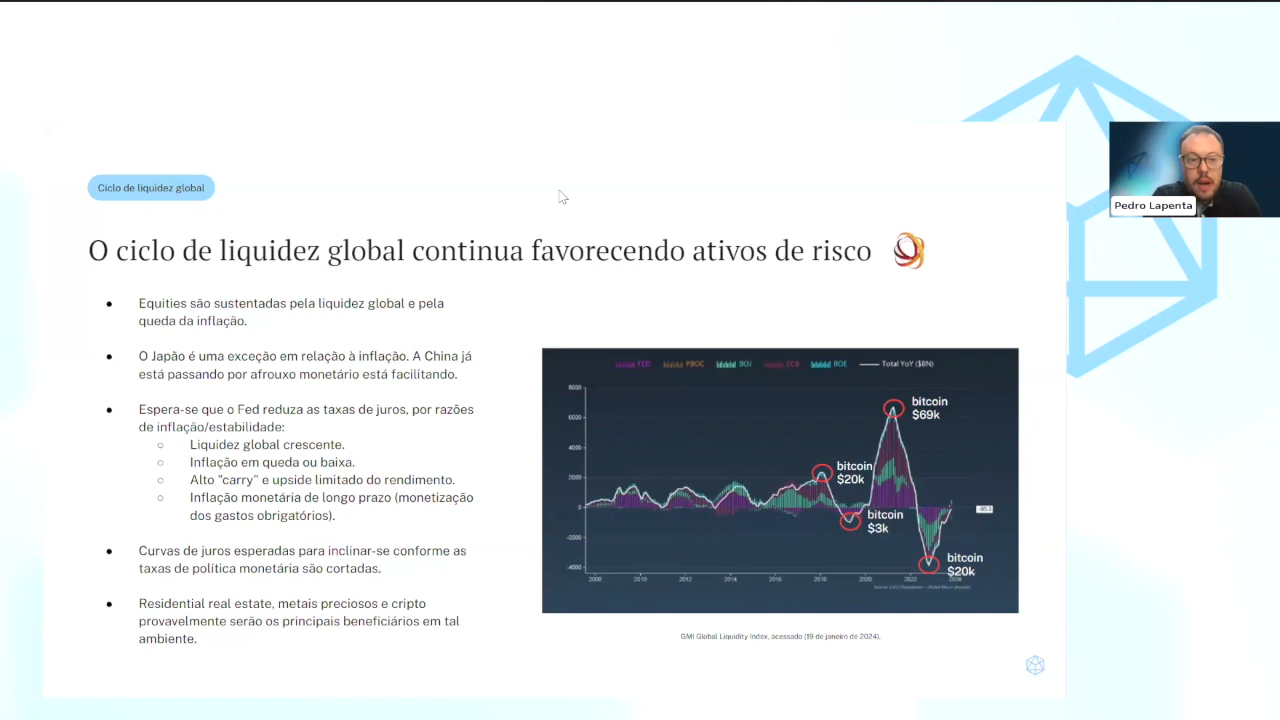 Ciclo de liquidez global
Pedro Lapenta
O ciclo de liquidez global continua favorecendo ativos de risco
● Equities são sustentadas pela liquidez global e pela
queda da inflação.
● O Japão é uma exceção em relação à inflação. A China já
está passando por afrouxo monetário está facilitando.
● Espera-se que o Fed reduza as taxas de juros, por razões
de inflação/estabilidade:
○ Liquidez global crescente.
○ Inflação em queda ou baixa.
○ Alto "carry" e upside limitado do rendimento.
○ Inflação monetária de longo prazo (monetização
dos gastos obrigatórios).
● Curvas de juros esperadas para inclinar-se conforme as
taxas de política monetária são cortadas.
● Residential real estate, metais preciosos e cripto
provavelmente serão os principais beneficiários em tal
ambiente.
FED PBOC BOJ ECB BOE Total YoY ($BN)
8000
6000
4000
2000
0
-2000
-4000
bitcoin
$69k
bitcoin
$20k
bitcoin
$3k
bitcoin
$20k
2008 2010 2012 2014 2016 2018 2020 2022 2024
GMI Global Liquidity Index, acessado (19 de janeiro de 2024).